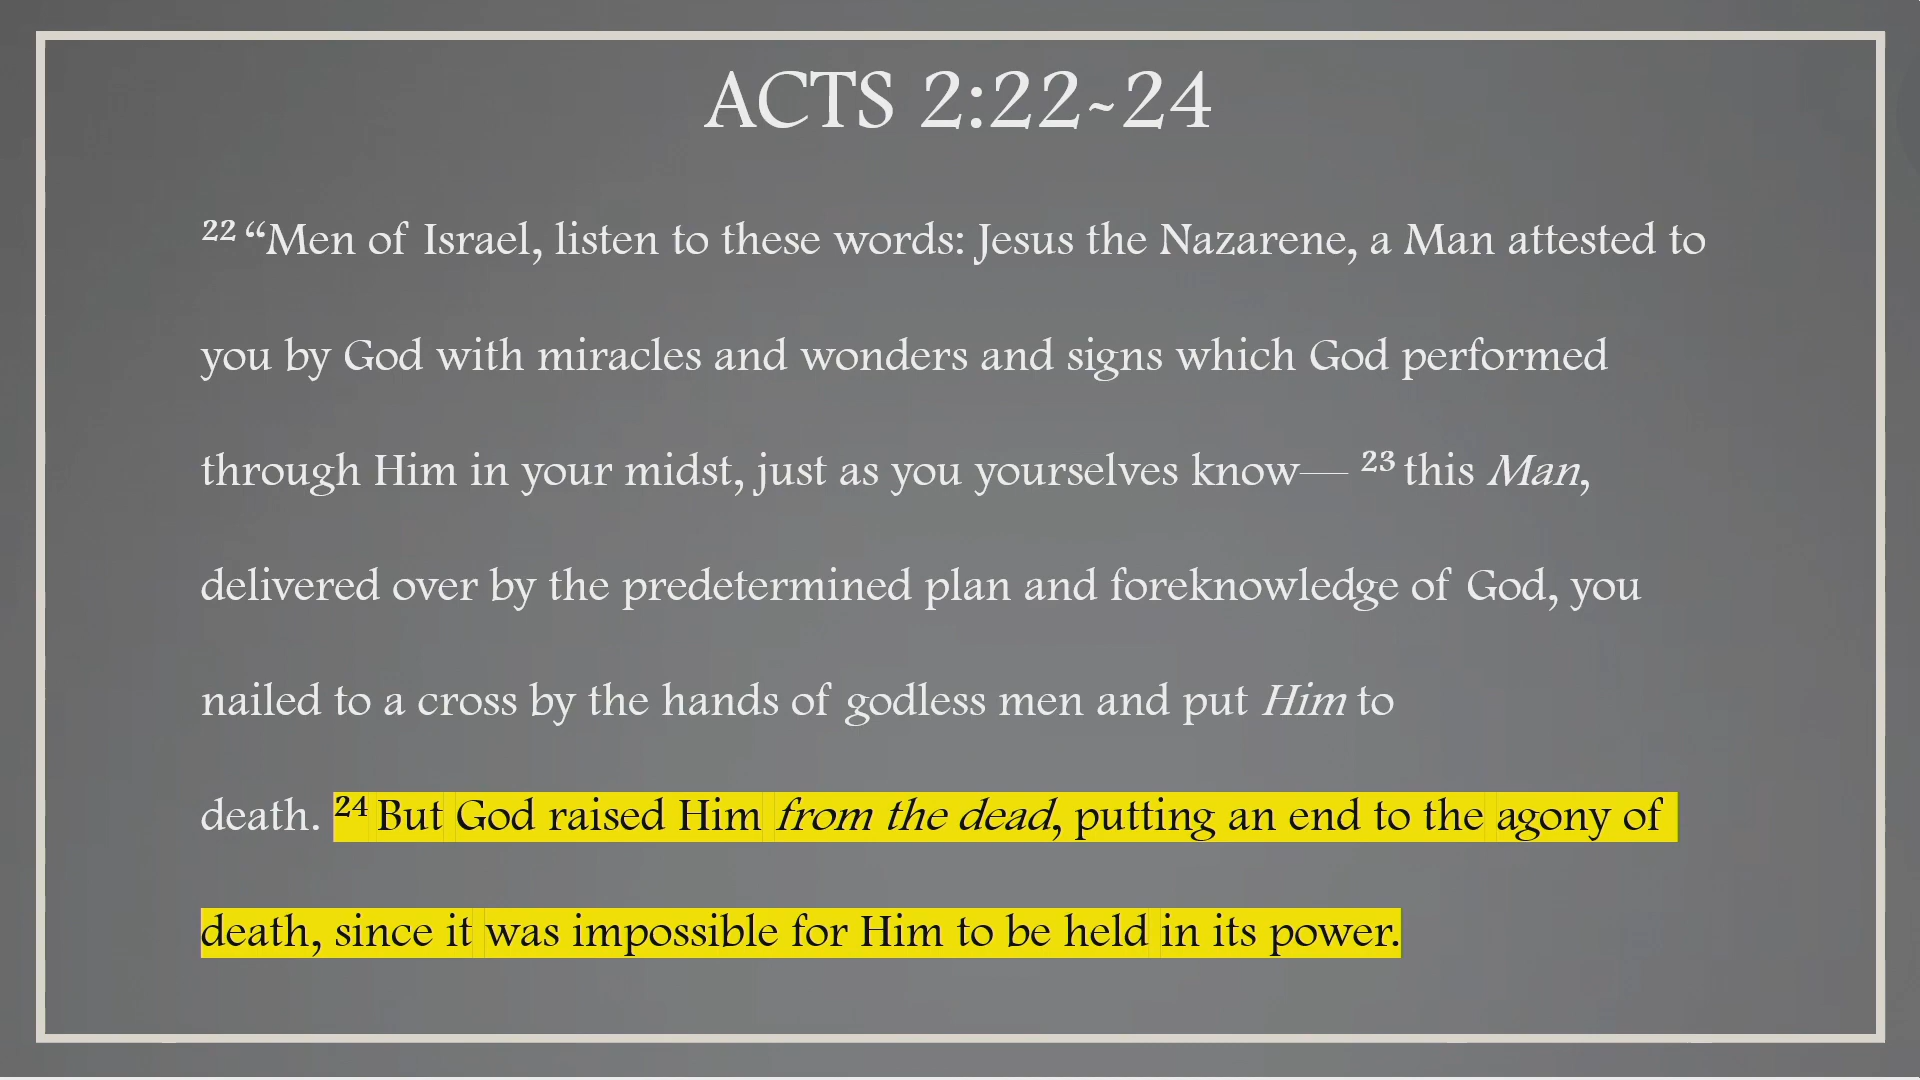 ACTS 2:22-24
22 “Men of Israel, listen to these words: Jesus the Nazarene, a Man attested to
you by God with miracles and wonders and signs which God performed
through Him in your midst, just as you yourselves know— 23 this Man,
delivered over by the predetermined plan and foreknowledge of God, you
nailed to a cross by the hands of godless men and put Him to
death. 24 But God raised Him from the dead, putting an end to the agony of
death, since it was impossible for Him to be held in its power.